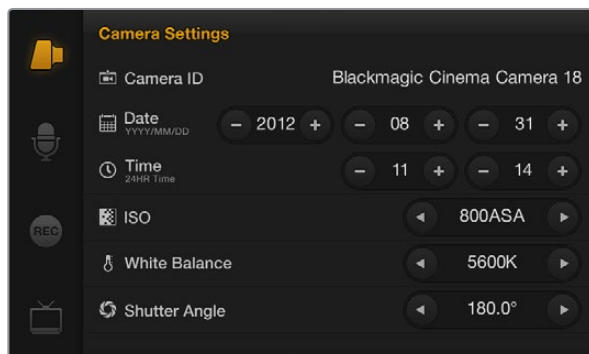 Camera Settings
Camera ID Blackmagic Cinema Camera 18
Date YYYY/MM/DD - 2012 + - 08 + - 31 +
Time 24HR Time - 11 + - 14 +
REC
ISO 800ASA
White Balance 5600K
Shutter Angle 180.0°